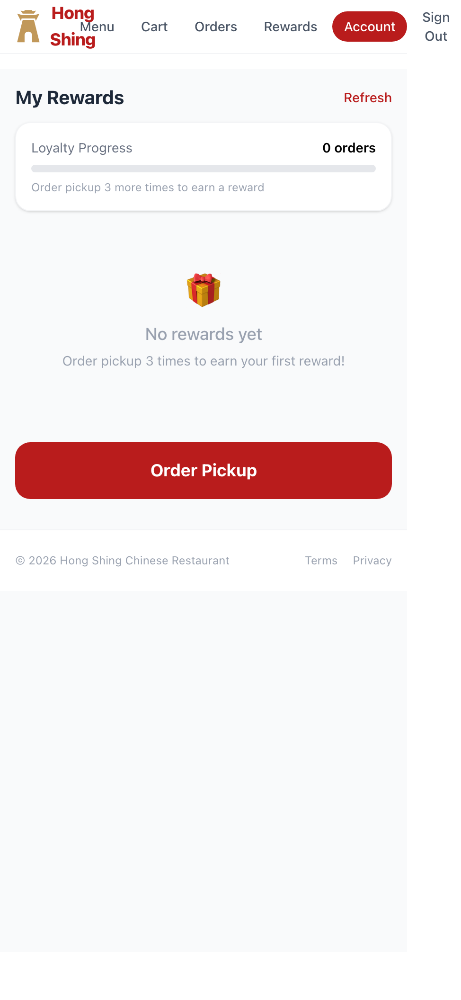 Hong
Shing
Menu Cart Orders Rewards Account Sign
Out
My Rewards Refresh
Loyalty Progress 0 orders
Order pickup 3 more times to earn a reward
No rewards yet
Order pickup 3 times to earn your first reward!
Order Pickup
© 2026 Hong Shing Chinese Restaurant Terms Privacy